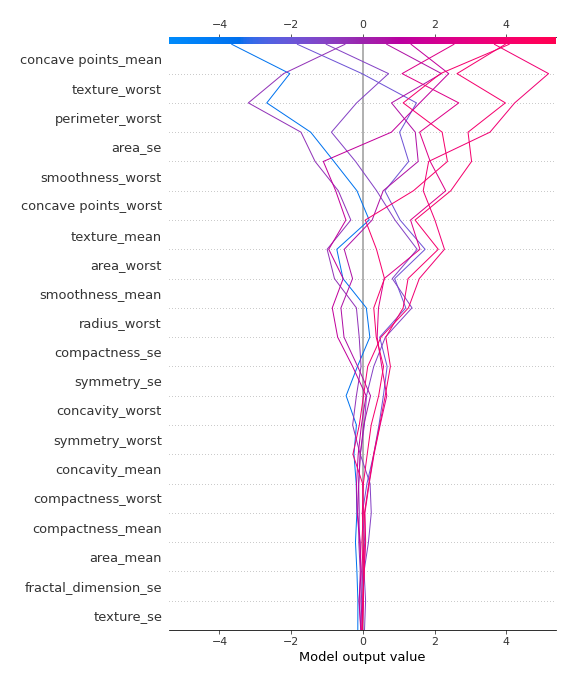 −4 −2 0 2 4
concave points_mean
texture_worst
perimeter_worst
area_se
smoothness_worst
concave points_worst
texture_mean
area_worst
smoothness_mean
radius_worst
compactness_se
symmetry_se
concavity_worst
symmetry_worst
concavity_mean
compactness_worst
compactness_mean
area_mean
fractal_dimension_se
texture_se
−4 −2 0 2 4
Model output value